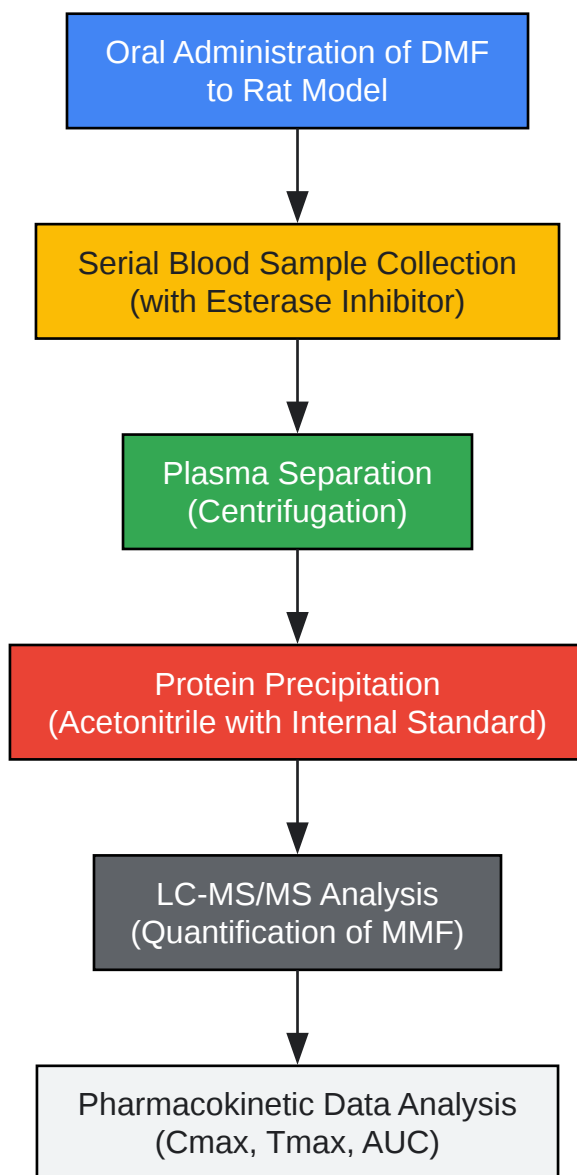 Oral Administration of DMF
to Rat Model
Serial Blood Sample Collection
(with Esterase Inhibitor)
Plasma Separation
(Centrifugation)
Protein Precipitation
(Acetonitrile with Internal Standard)
LC-MS/MS Analysis
(Quantification of MMF)
Pharmacokinetic Data Analysis
(Cmax, Tmax, AUC)